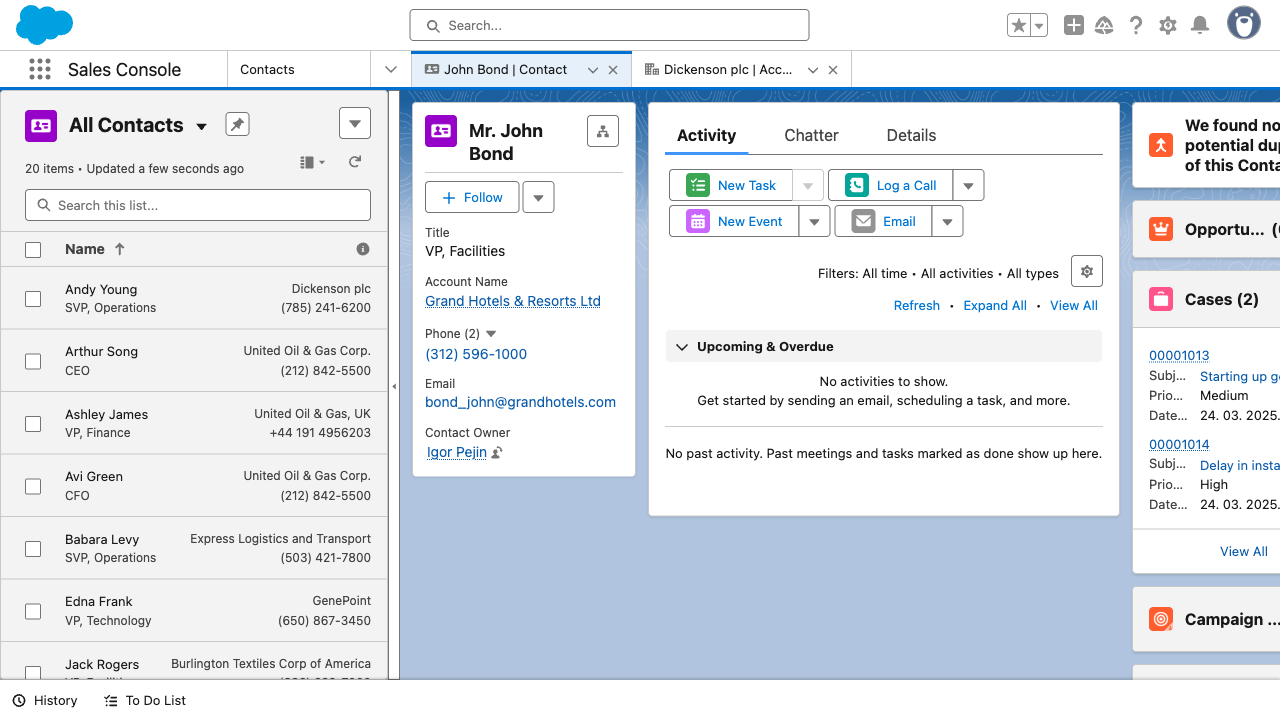 Search...
Sales Console
Contacts
John Bond | Contact
Dickenson plc | Acc...
All Contacts
20 items • Updated a few seconds ago
Search this list...
Name
Andy Young
Dickenson plc
SVP, Operations
(785) 241-6200
Arthur Song
United Oil & Gas Corp.
CEO
(212) 842-5500
Ashley James
United Oil & Gas, UK
VP, Finance
+44 191 4956203
Avi Green
United Oil & Gas Corp.
CFO
(212) 842-5500
Babara Levy
Express Logistics and Transport
SVP, Operations
(503) 421-7800
Edna Frank
GenePoint
VP, Technology
(650) 867-3450
Jack Rogers
Burlington Textiles Corp of America
Mr. John
Bond
Follow
Title
VP, Facilities
Account Name
Grand Hotels & Resorts Ltd
Phone (2)
(312) 596-1000
Email
bond_john@grandhotels.com
Contact Owner
Igor Pejin
Activity
Chatter
Details
New Task
Log a Call
New Event
Email
Filters: All time • All activities • All types
Refresh • Expand All • View All
Upcoming & Overdue
No activities to show.
Get started by sending an email, scheduling a task, and more.
No past activity. Past meetings and tasks marked as done show up here.
We found no
potential dup
of this Conta
Opportu... (
Cases (2)
00001013
Subj...
Starting up ge
Prio...
Medium
Date...
24. 03. 2025.
00001014
Subj...
Delay in insta
Prio...
High
Date...
24. 03. 2025.
View All
Campaign ...
History
To Do List